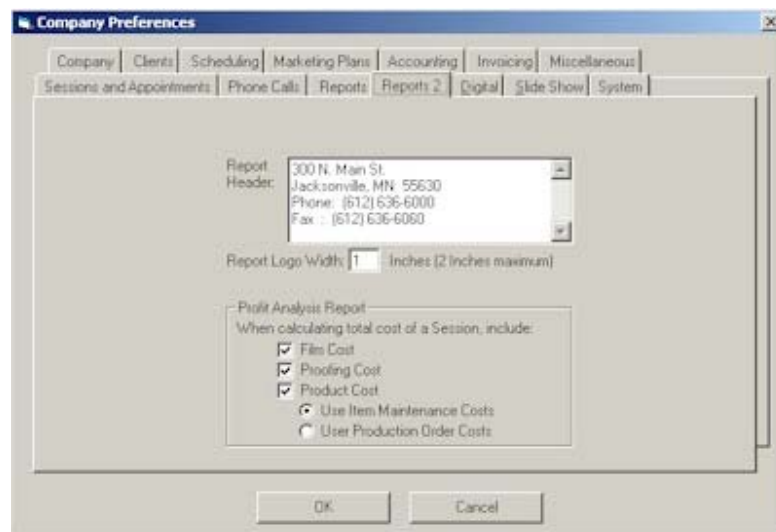 Company Preferences
Company Clients Scheduling Marketing Plans Accounting Invoicing Miscellaneous
Sessions and Appointments Phone Calls Reports Reports 2 Digital Slide Show System
Report Header:
300 N. Main St.
Jacksonville, MN 55630
Phone: (612) 636-6000
Fax : (612) 636-6060
Report Logo Width: 1 Inches (2 Inches maximum)
Profit Analysis Report
When calculating total cost of a Session, include:
Film Cost
Proofing Cost
Product Cost
Use Item Maintenance Costs
User Production Order Costs
OK Cancel